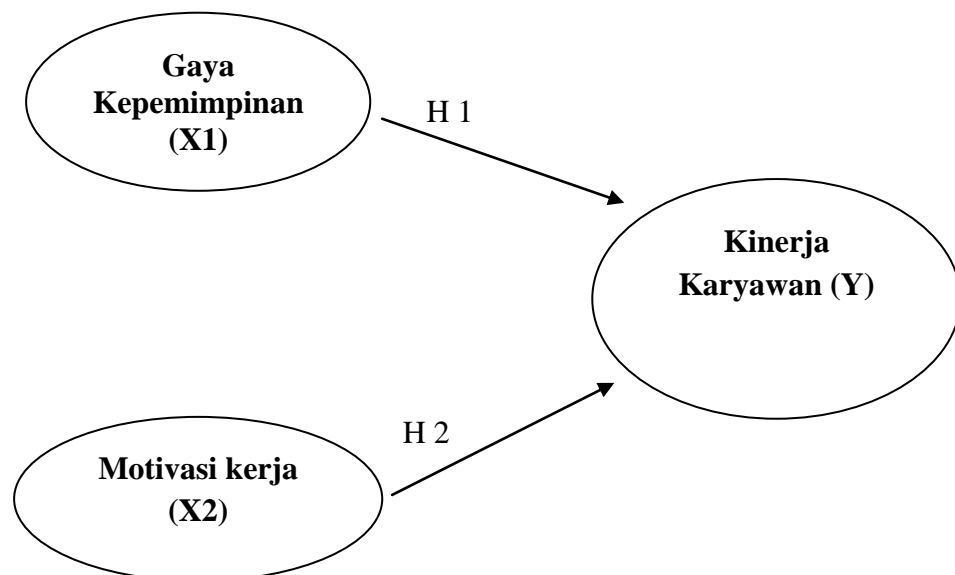 Gaya
Kepemimpinan
(X1)
H 1
Kinerja
Karyawan (Y)
H 2
Motivasi kerja
(X2)